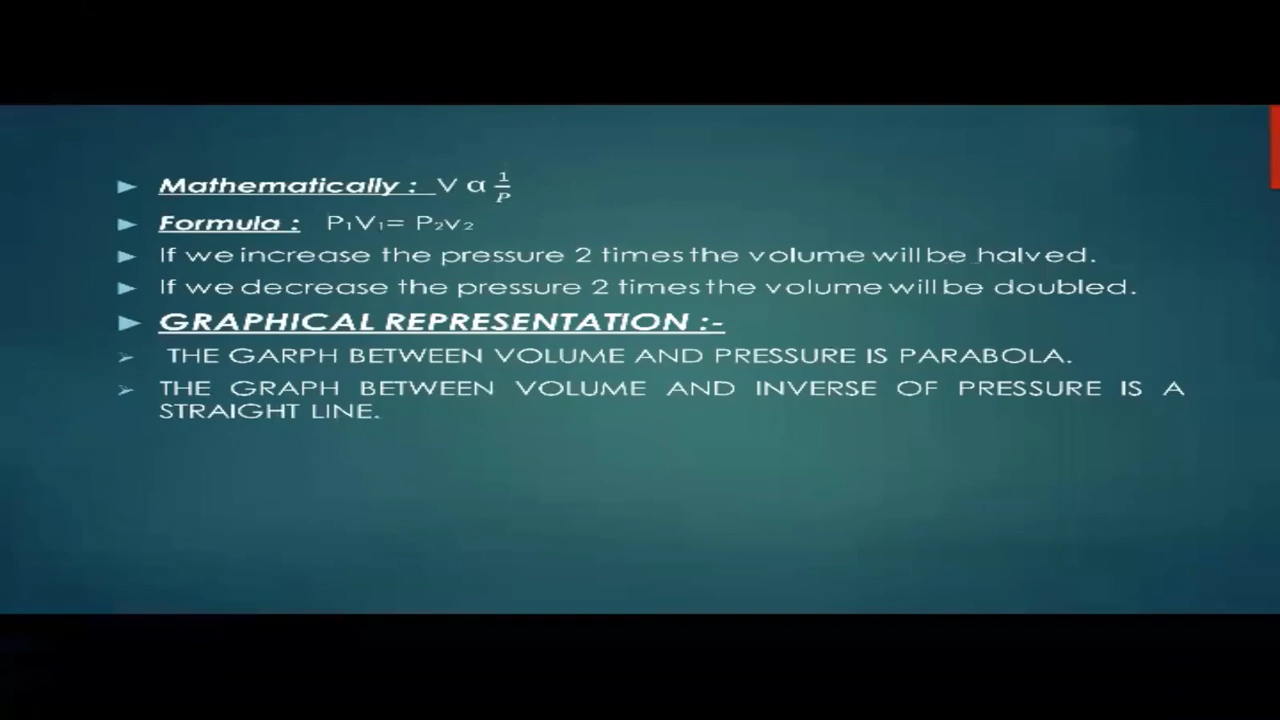 ► Mathematically : V α 1/P
► Formula : P₁V₁= P₂v₂
► If we increase the pressure 2 times the volume will be halved.
► If we decrease the pressure 2 times the volume will be doubled.
► GRAPHICAL REPRESENTATION :-
➢ THE GARPH BETWEEN VOLUME AND PRESSURE IS PARABOLA.
➢ THE GRAPH BETWEEN VOLUME AND INVERSE OF PRESSURE IS A
STRAIGHT LINE.